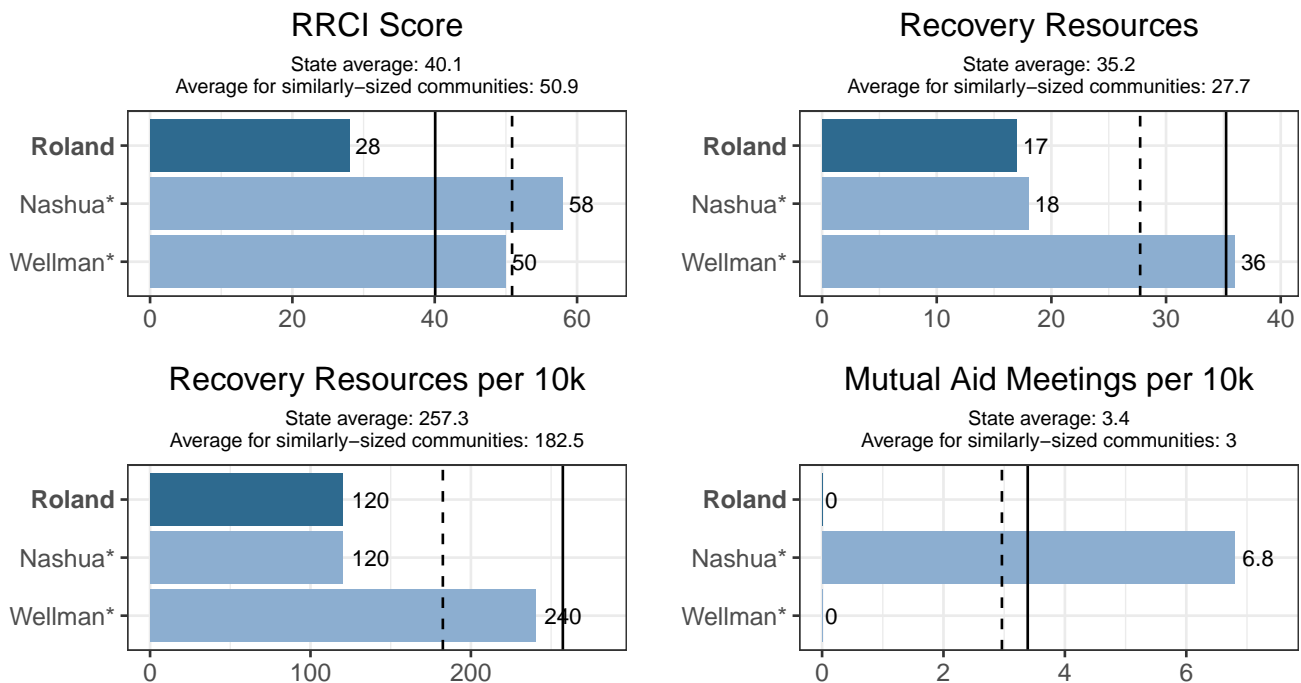 RRCI Score
State average: 40.1
Average for similarly−sized communities: 50.9
Roland
28
Nashua*
58
Wellman*
50
0 20 40 60
Recovery Resources
State average: 35.2
Average for similarly−sized communities: 27.7
Roland
17
Nashua*
18
Wellman*
36
0 10 20 30 40
Recovery Resources per 10k
State average: 257.3
Average for similarly−sized communities: 182.5
Roland
120
Nashua*
120
Wellman*
240
0 100 200
Mutual Aid Meetings per 10k
State average: 3.4
Average for similarly−sized communities: 3
Roland
0
Nashua*
6.8
Wellman*
0
0 2 4 6